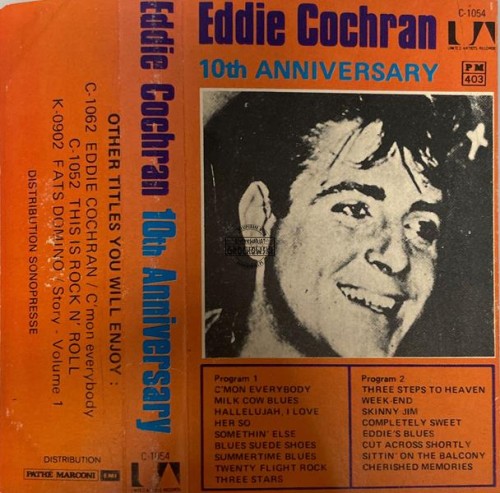 OTHER TITLES YOU WILL ENJOY :
C-1062 EDDIE COCHRAN / C'mon everybody
C-1052 THIS IS ROCK N' ROLL
K-0902 FATS DOMINO' / Story - Volume 1
DISTRIBUTION SONOPRESSE
DISTRIBUTION
PATHÉ MARCONI
EMI
Eddie Cochran 10th Anniversary
C-1054
Eddie Cochran
C-1054
UNITED ARTISTS RECORDS
10th ANNIVERSARY
PM
403
Program 1
C'MON EVERYBODY
MILK COW BLUES
HALLELUJAH, I LOVE
HER SO
SOMETHIN' ELSE
BLUES SUEDE SHOES
SUMMERTIME BLUES
TWENTY FLIGHT ROCK
THREE STARS
Program 2
THREE STEPS TO HEAVEN
WEEK-END
SKINNY JIM
COMPLETELY SWEET
EDDIE'S BLUES
CUT ACROSS SHORTLY
SITTIN' ON THE BALCONY
CHERISHED MEMORIES